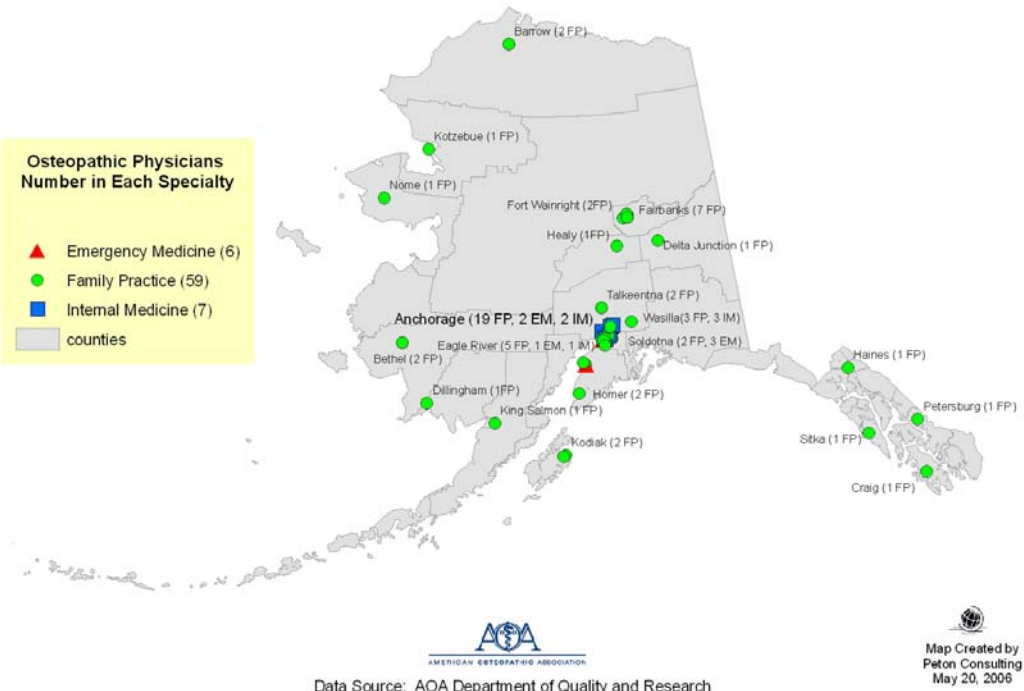 Barrow (2 FP)
Kotzebue (1 FP)
Osteopathic Physicians
Number in Each Specialty
Nome (1 FP)
Fort Wainright (2FP)
Fairbanks (7 FP)
Healy (1FP)
Delta Junction (1 FP)
Emergency Medicine (6)
Family Practice (59)
Internal Medicine (7)
counties
Talkeentna (2 FP)
Anchorage (19 FP, 2 EM, 2 IM)
Wasilla(3 FP, 3 IM)
Eagle River (5 FP, 1 EM, 1 IM)
Soldotna (2 FP, 3 EM)
Bethel (2 FP)
Haines (1 FP)
Dillingham (1FP)
Homer (2 FP)
King Salmon (1 FP)
Petersburg (1 FP)
Sitka (1 FP)
Kodiak (2 FP)
Craig (1 FP)
AOA
AMERICAN OSTEOPATHIC ASSOCIATION
Data Source: AOA Department of Quality and Research
Map Created by
Peton Consulting
May 20, 2006